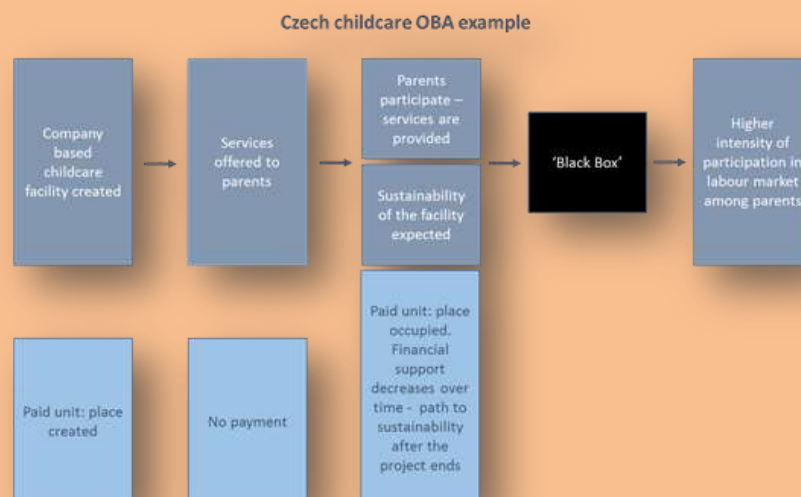 Czech childcare OBA example
Company
based
childcare
facility created
Services
offered to
parents
Parents
participate –
services are
provided
Sustainability
of the facility
expected
'Black Box'
Higher
intensity of
participation in
labour market
among parents
Paid unit: place
created
No payment
Paid unit: place
occupied.
Financial
support
decreases over
time - path to
sustainability
after the
project ends